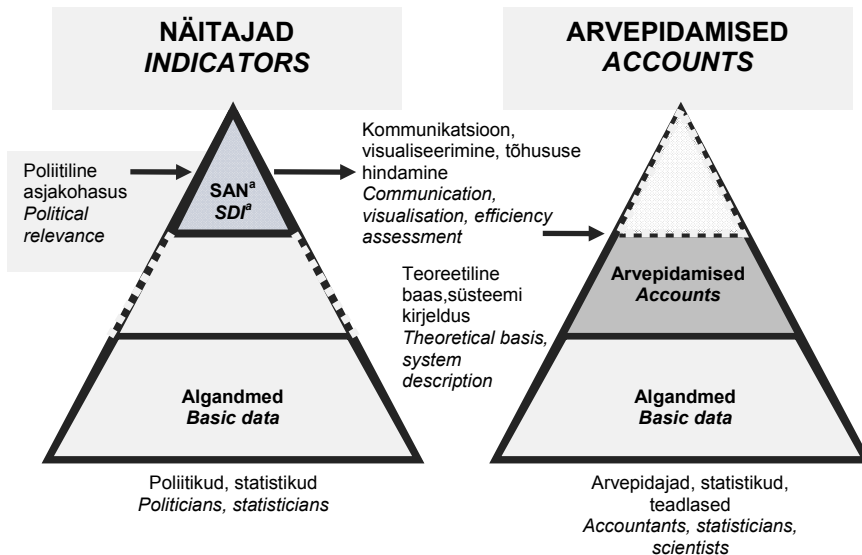 NÄITAJAD
INDICATORS
ARVEPIDAMISED
ACCOUNTS
Poliitiline
asjakohasus
Political
relevance
SANᵃ
SDIᵃ
Kommunikatsioon,
visualiseerimine, tõhususe
hindamine
Communication,
visualisation, efficiency
assessment
Teoreetiline
baas,süsteemi
kirjeldus
Theoretical basis,
system
description
Arvepidamised
Accounts
Algandmed
Basic data
Algandmed
Basic data
Poliitikud, statistikud
Politicians, statisticians
Arvepidajad, statistikud,
teadlased
Accountants, statisticians,
scientists